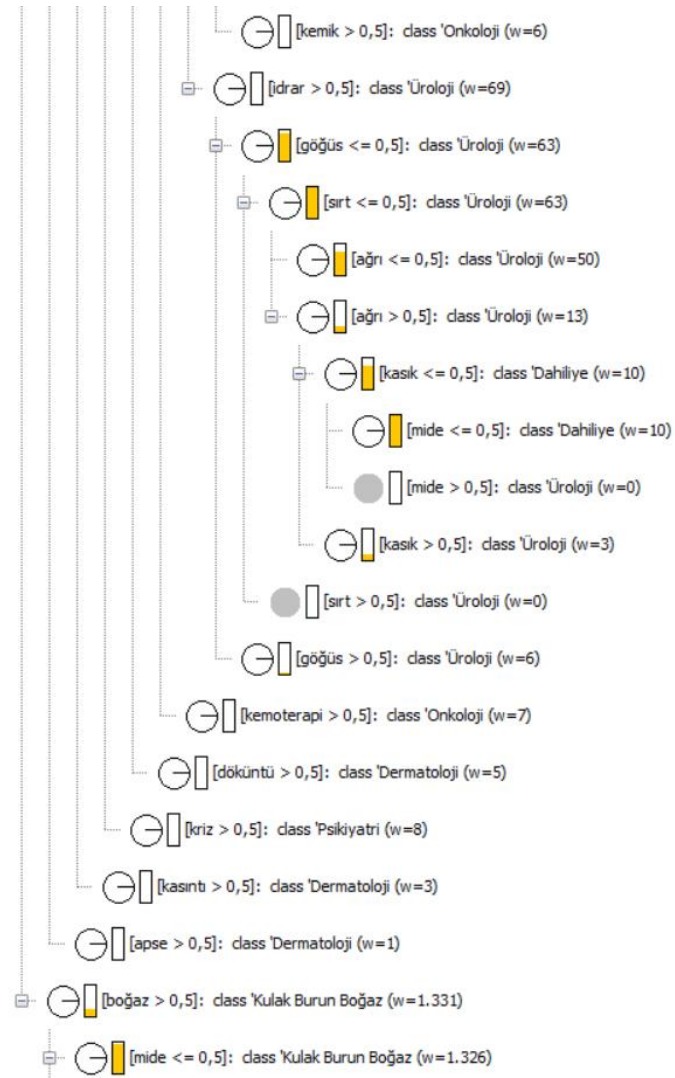 [kemik > 0,5]: class 'Onkoloji (w=6)
[idrar > 0,5]: class 'Üroloji (w=69)
[göğüs <= 0,5]: class 'Üroloji (w=63)
[sırt <= 0,5]: class 'Üroloji (w=63)
[ağrı <= 0,5]: class 'Üroloji (w=50)
[ağrı > 0,5]: class 'Üroloji (w=13)
[kasık <= 0,5]: class 'Dahiliye (w=10)
[mide <= 0,5]: class 'Dahiliye (w=10)
[mide > 0,5]: class 'Üroloji (w=0)
[kasık > 0,5]: class 'Üroloji (w=3)
[sırt > 0,5]: class 'Üroloji (w=0)
[göğüs > 0,5]: class 'Üroloji (w=6)
[kemoterapi > 0,5]: class 'Onkoloji (w=7)
[döküntü > 0,5]: class 'Dermatoloji (w=5)
[kriz > 0,5]: class 'Psikiyatri (w=8)
[kasıntı > 0,5]: class 'Dermatoloji (w=3)
[apse > 0,5]: class 'Dermatoloji (w=1)
[boğaz > 0,5]: class 'Kulak Burun Boğaz (w=1.331)
[mide <= 0,5]: class 'Kulak Burun Boğaz (w=1.326)